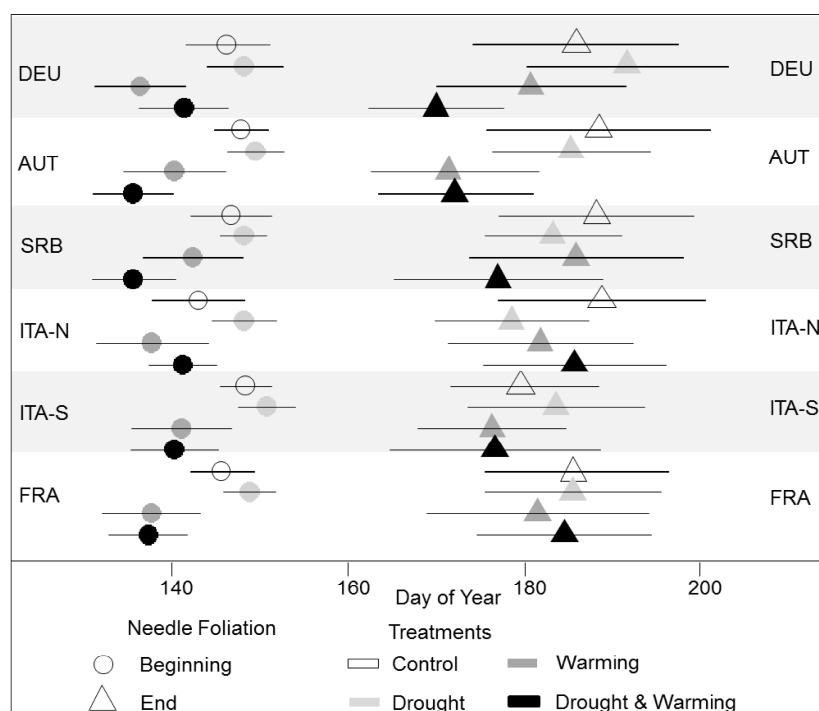 DEU DEU
AUT AUT
SRB SRB
ITA-N ITA-N
ITA-S ITA-S
FRA FRA
140 160 180 200
Day of Year
Needle Foliation Treatments
Beginning Control Warming
End Drought Drought & Warming